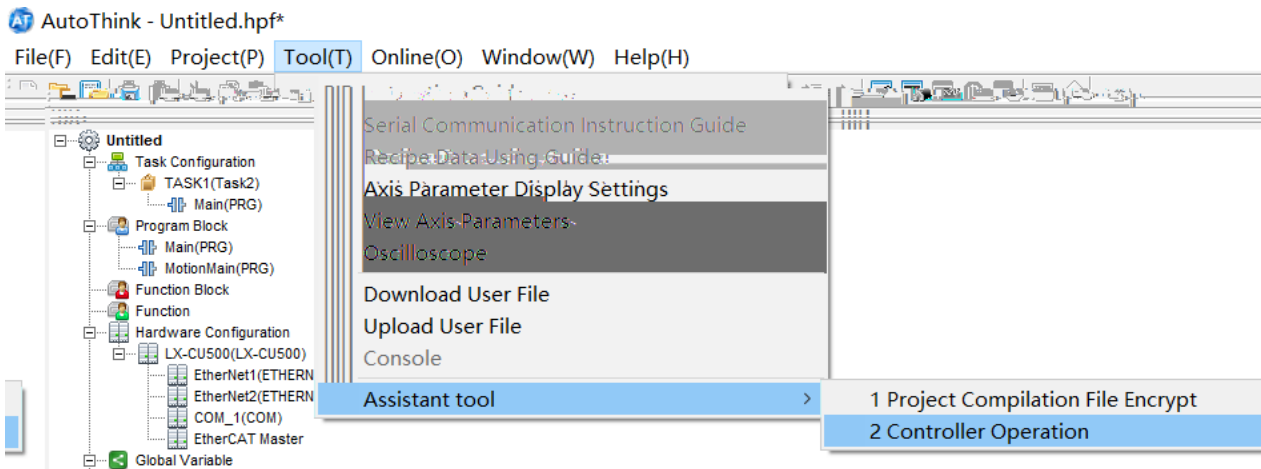 AutoThink - Untitled.hpf*
File(F) Edit(E) Project(P) Tool(T) Online(O) Window(W) Help(H)
Serial Communication Instruction Guide
Recipe Data Using Guide
Axis Parameter Display Settings
View Axis Parameters
Oscilloscope
Download User File
Upload User File
Console
Assistant tool
1 Project Compilation File Encrypt
2 Controller Operation
Untitled
Task Configuration
TASK1(Task2)
Main(PRG)
Program Block
Main(PRG)
MotionMain(PRG)
Function Block
Function
Hardware Configuration
LX-CU500(LX-CU500)
EtherNet1(ETHERN
EtherNet2(ETHERN
COM_1(COM)
EtherCAT Master
Global Variable